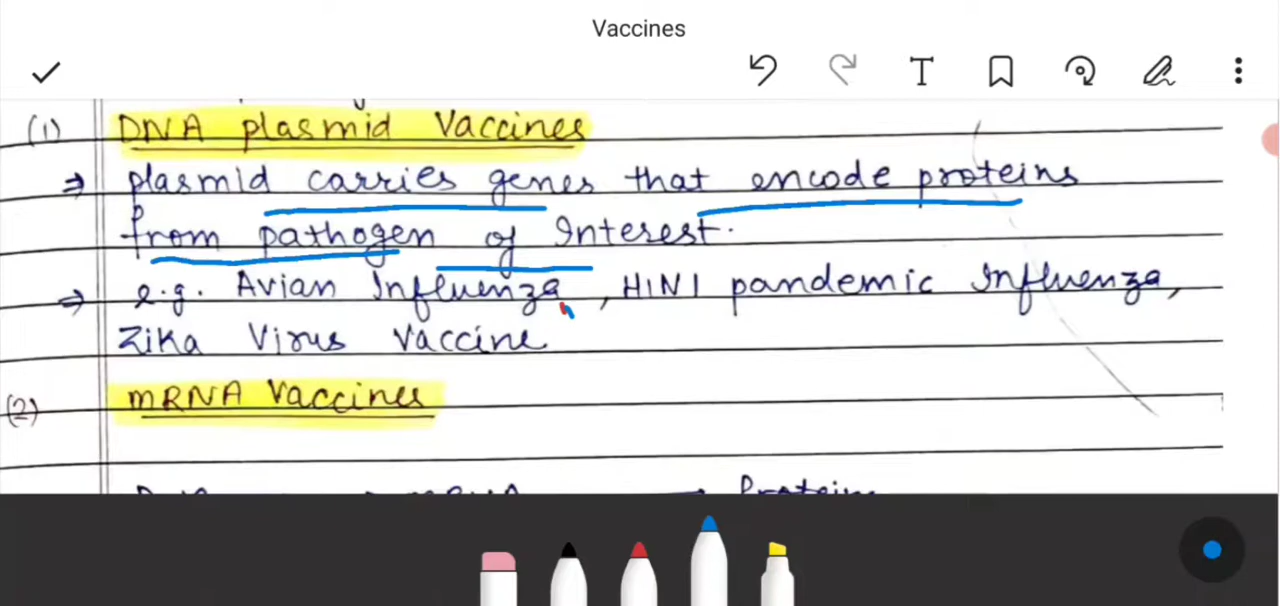 Vaccines
T
(1) DNA plasmid Vaccines
⇒ plasmid carries genes that encode proteins
from pathogen of Interest.
⇒ e.g. Avian Influenza, H1N1 pandemic Influenza,
Zika Virus Vaccine
(2) mRNA Vaccines
Protein